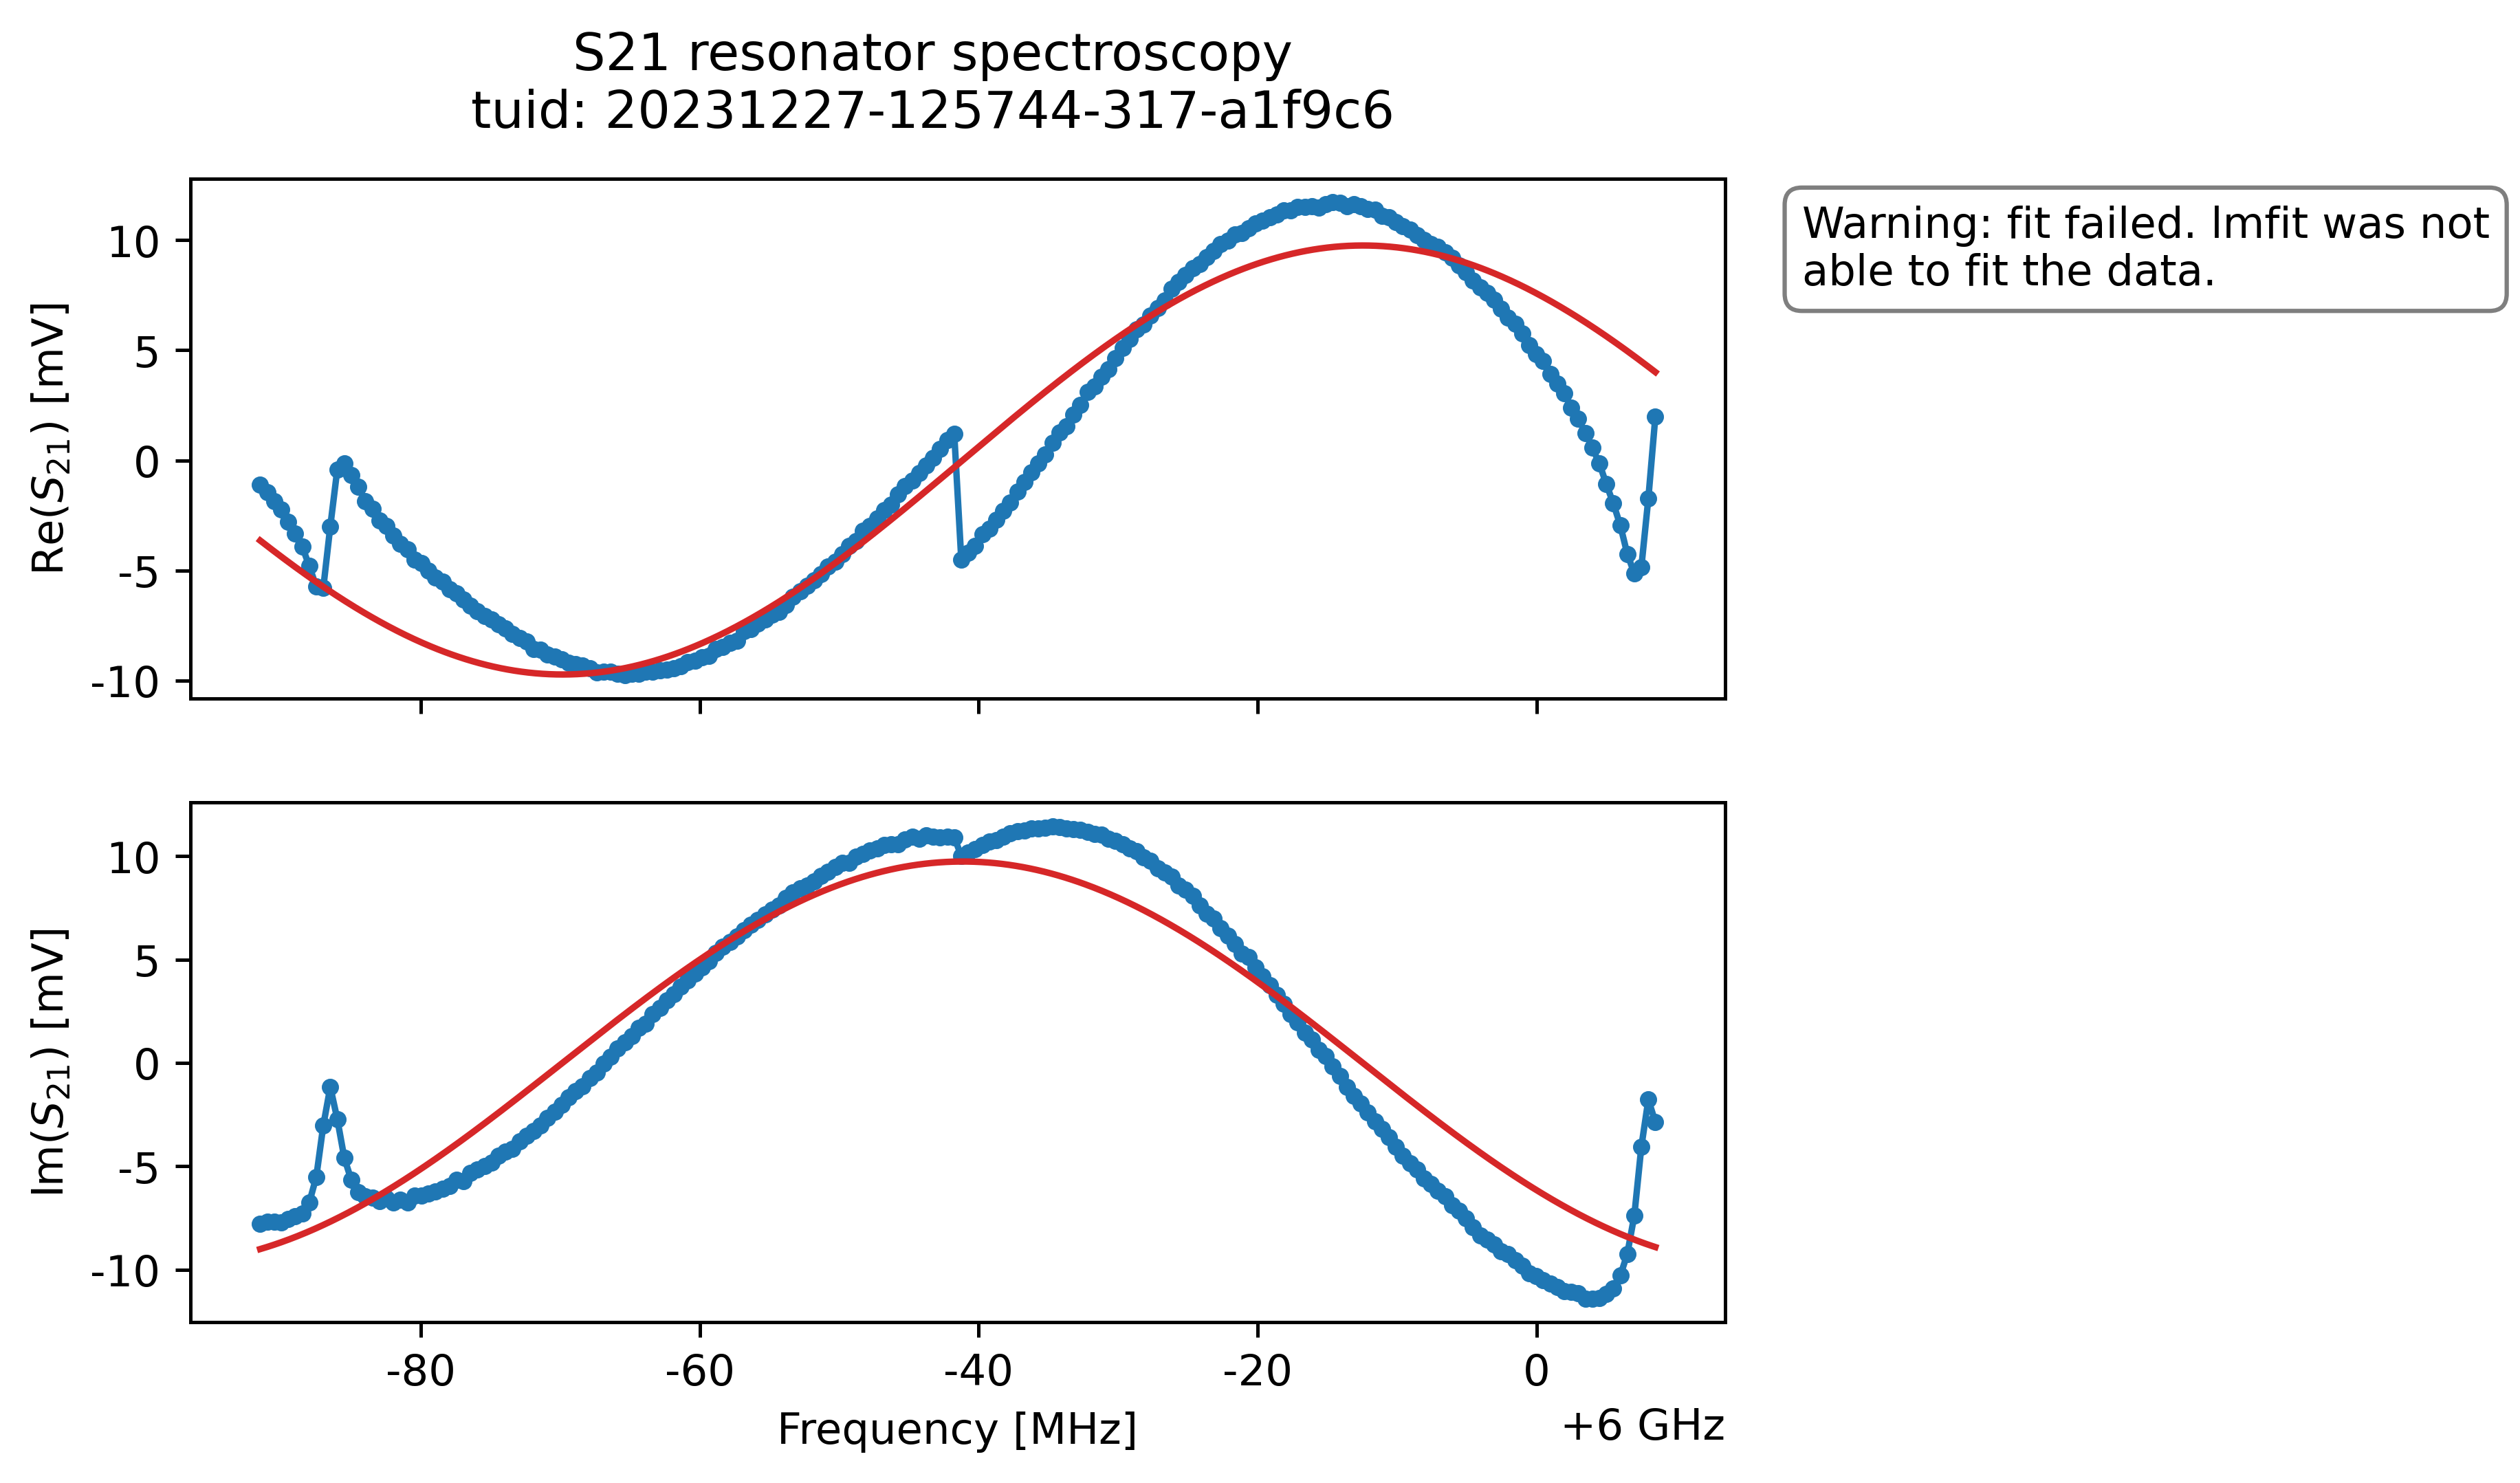 S21 resonator spectroscopy
tuid: 20231227-125744-317-a1f9c6
Warning: fit failed. lmfit was not
able to fit the data.
Re(S21) [mV]
10
5
0
-5
-10
Im(S21) [mV]
10
5
0
-5
-10
-80 -60 -40 -20 0
Frequency [MHz]
+6 GHz